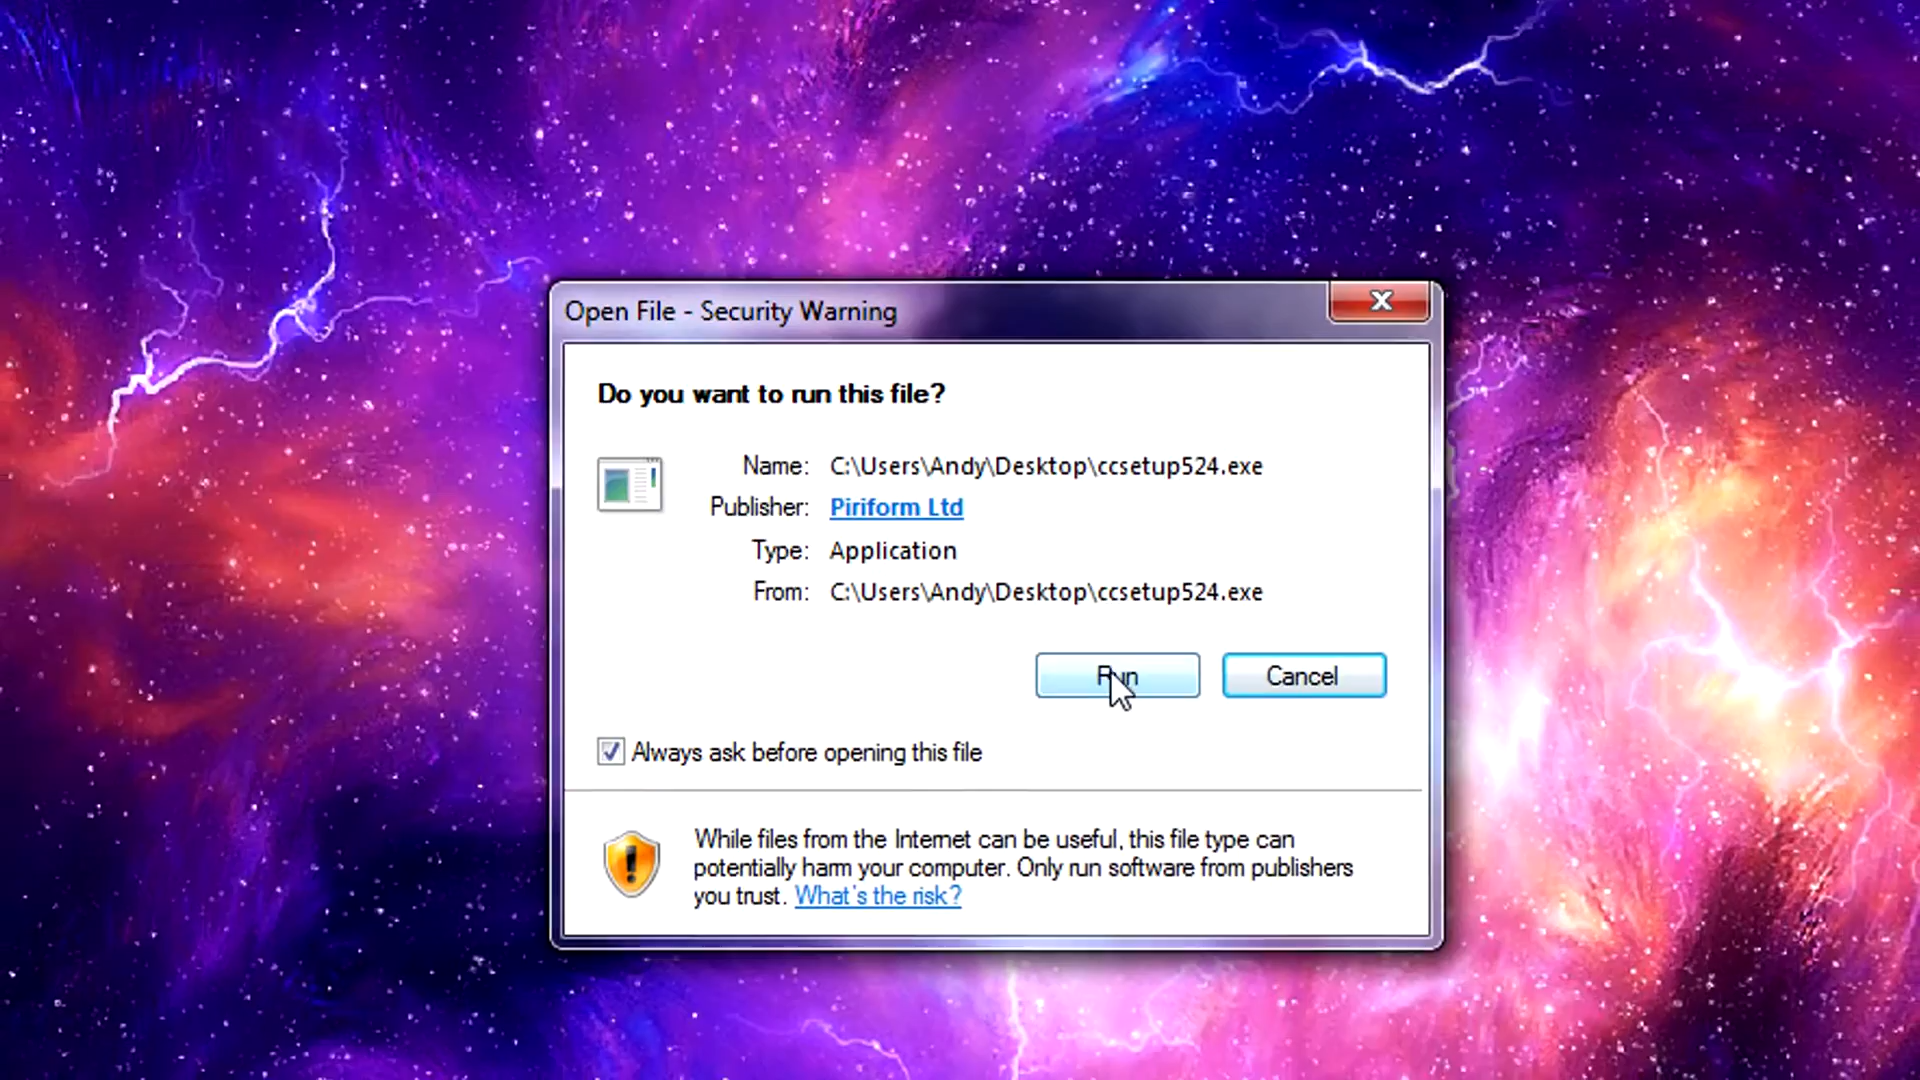 Open File - Security Warning
Do you want to run this file?
Name: C:\Users\Andy\Desktop\ccsetup524.exe
Publisher: Piriform Ltd
Type: Application
From: C:\Users\Andy\Desktop\ccsetup524.exe
Run Cancel
Always ask before opening this file
While files from the Internet can be useful, this file type can
potentially harm your computer. Only run software from publishers
you trust. What's the risk?